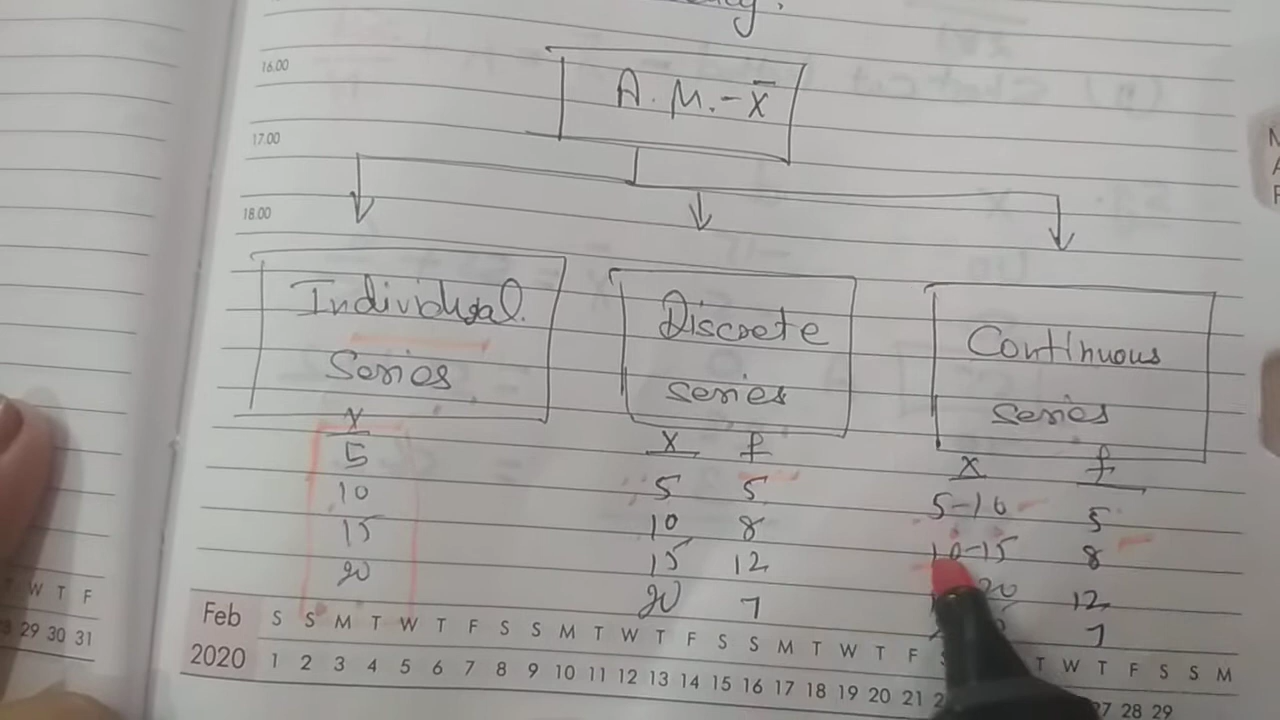 16.00
A. M. - x̄
17.00
18.00
Individual Series
Discrete series
Continuous series
X
5
10
15
20
X f
5 5
10 8
15 12
20 7
X f
5-10 5
10-15 8
20 12
7
Feb 2020
S S M T W T F S S M T W T F S S M T W T F S T W T F S S M
1 2 3 4 5 6 7 8 9 10 11 12 13 14 15 16 17 18 19 20 21 27 28 29
W T F
29 30 31